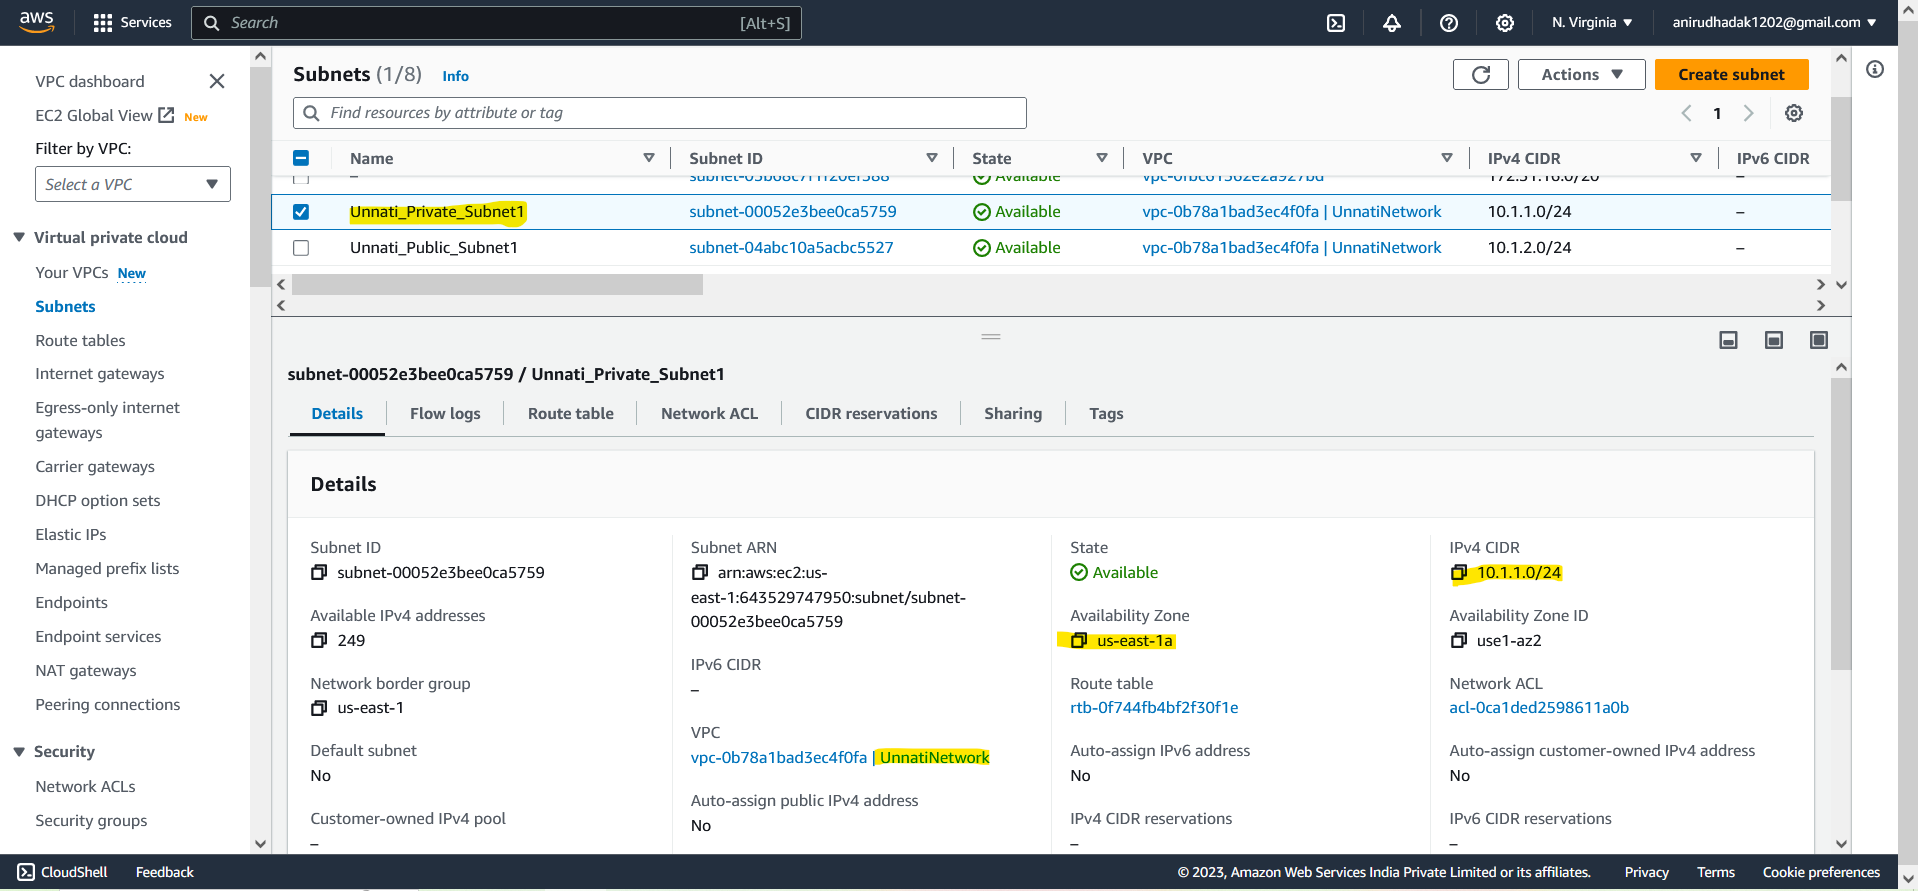 aws
Services
Search
[Alt+S]
N. Virginia
anirudhadak1202@gmail.com
VPC dashboard
EC2 Global View New
Filter by VPC:
Select a VPC
Virtual private cloud
Your VPCs New
Subnets
Route tables
Internet gateways
Egress-only internet
gateways
Carrier gateways
DHCP option sets
Elastic IPs
Managed prefix lists
Endpoints
Endpoint services
NAT gateways
Peering connections
Security
Network ACLs
Security groups
Subnets (1/8) Info
Actions
Create subnet
Find resources by attribute or tag
1
Name Subnet ID State VPC IPv4 CIDR IPv6 CIDR
– Available 172.31.16.0/20 –
Unnati_Private_Subnet1 subnet-00052e3bee0ca5759 Available vpc-0b78a1bad3ec4f0fa | UnnatiNetwork 10.1.1.0/24 –
Unnati_Public_Subnet1 subnet-04abc10a5acbc5527 Available vpc-0b78a1bad3ec4f0fa | UnnatiNetwork 10.1.2.0/24 –
subnet-00052e3bee0ca5759 / Unnati_Private_Subnet1
Details Flow logs Route table Network ACL CIDR reservations Sharing Tags
Details
Subnet ID
subnet-00052e3bee0ca5759
Available IPv4 addresses
249
Network border group
us-east-1
Default subnet
No
Customer-owned IPv4 pool
–
Subnet ARN
arn:aws:ec2:us-
east-1:643529747950:subnet/subnet-
00052e3bee0ca5759
IPv6 CIDR
–
VPC
vpc-0b78a1bad3ec4f0fa | UnnatiNetwork
Auto-assign public IPv4 address
No
State
Available
Availability Zone
us-east-1a
Route table
rtb-0f744fb4bf2f30f1e
Auto-assign IPv6 address
No
IPv4 CIDR reservations
–
IPv4 CIDR
10.1.1.0/24
Availability Zone ID
use1-az2
Network ACL
acl-0ca1ded2598611a0b
Auto-assign customer-owned IPv4 address
No
IPv6 CIDR reservations
–
CloudShell
Feedback
© 2023, Amazon Web Services India Private Limited or its affiliates.
Privacy
Terms
Cookie preferences